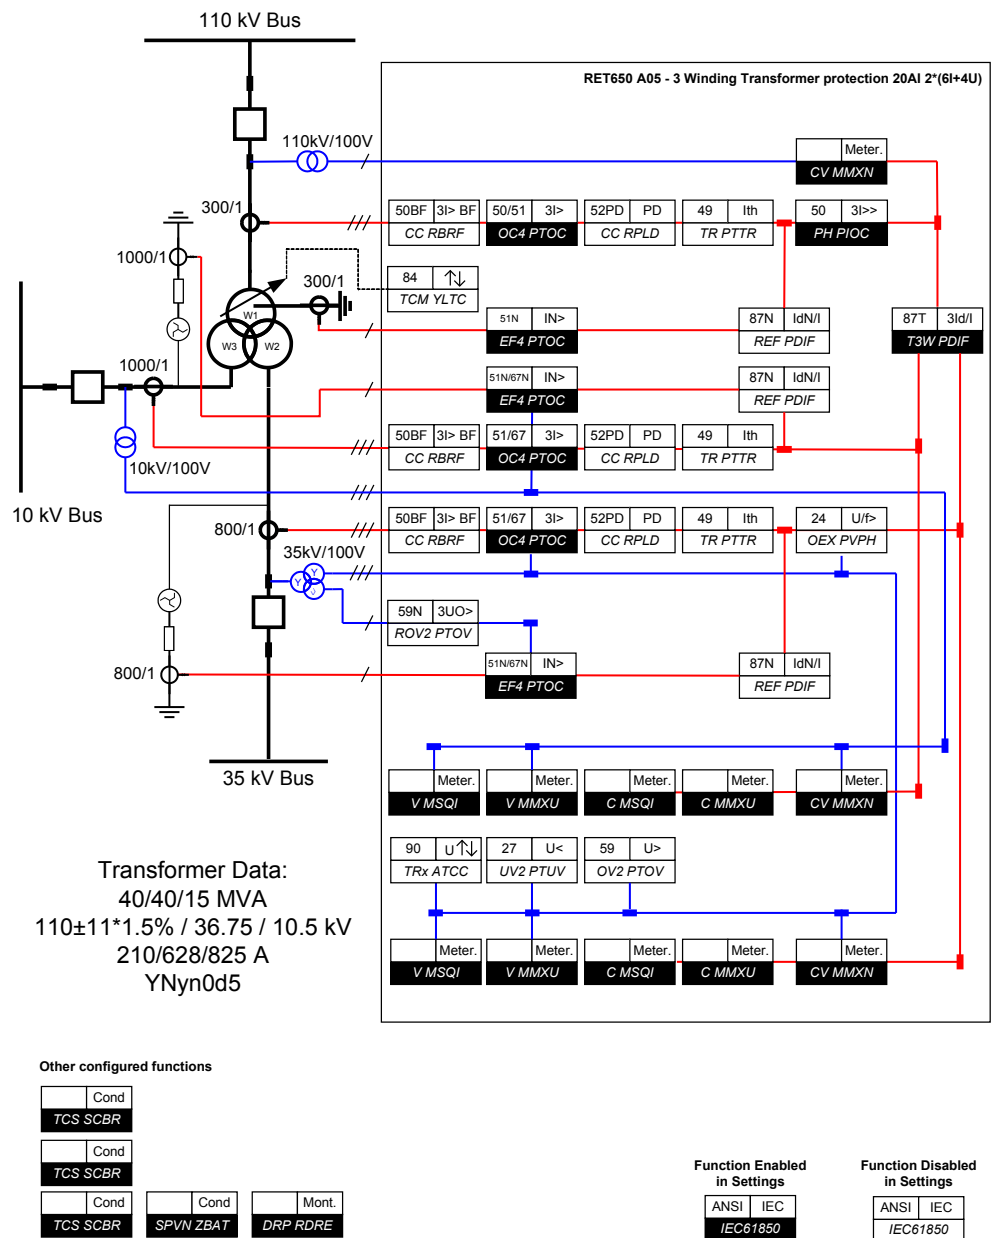 110 kV Bus
RET650 A05 - 3 Winding Transformer protection 20AI 2*(6I+4U)
110kV/100V
Meter.
CV MMXN
300/1
50BF 3I> BF
CC RBRF
50/51 3I>
OC4 PTOC
52PD PD
CC RPLD
49 Ith
TR PTTR
50 3I>>
PH PIOC
1000/1
300/1
84 ↑↓
TCM YLTC
W1
W3 W2
51N IN>
EF4 PTOC
87N IdN/I
REF PDIF
87T 3Id/I
T3W PDIF
1000/1
51N/67N IN>
EF4 PTOC
87N IdN/I
REF PDIF
50BF 3I> BF
CC RBRF
51/67 3I>
OC4 PTOC
52PD PD
CC RPLD
49 Ith
TR PTTR
10kV/100V
10 kV Bus
800/1
50BF 3I> BF
CC RBRF
51/67 3I>
OC4 PTOC
52PD PD
CC RPLD
49 Ith
TR PTTR
24 U/f>
OEX PVPH
35kV/100V
Y
Y
59N 3UO>
ROV2 PTOV
800/1
51N/67N IN>
EF4 PTOC
87N IdN/I
REF PDIF
35 kV Bus
Meter.
V MSQI
Meter.
V MMXU
Meter.
C MSQI
Meter.
C MMXU
Meter.
CV MMXN
90 U↑↓
TRx ATCC
27 U<
UV2 PTUV
59 U>
OV2 PTOV
Meter.
V MSQI
Meter.
V MMXU
Meter.
C MSQI
Meter.
C MMXU
Meter.
CV MMXN
Transformer Data:
40/40/15 MVA
110±11*1.5% / 36.75 / 10.5 kV
210/628/825 A
YNyn0d5
Other configured functions
Cond
TCS SCBR
Cond
TCS SCBR
Cond
TCS SCBR
Cond
SPVN ZBAT
Mont.
DRP RDRE
Function Enabled
in Settings
ANSI IEC
IEC61850
Function Disabled
in Settings
ANSI IEC
IEC61850